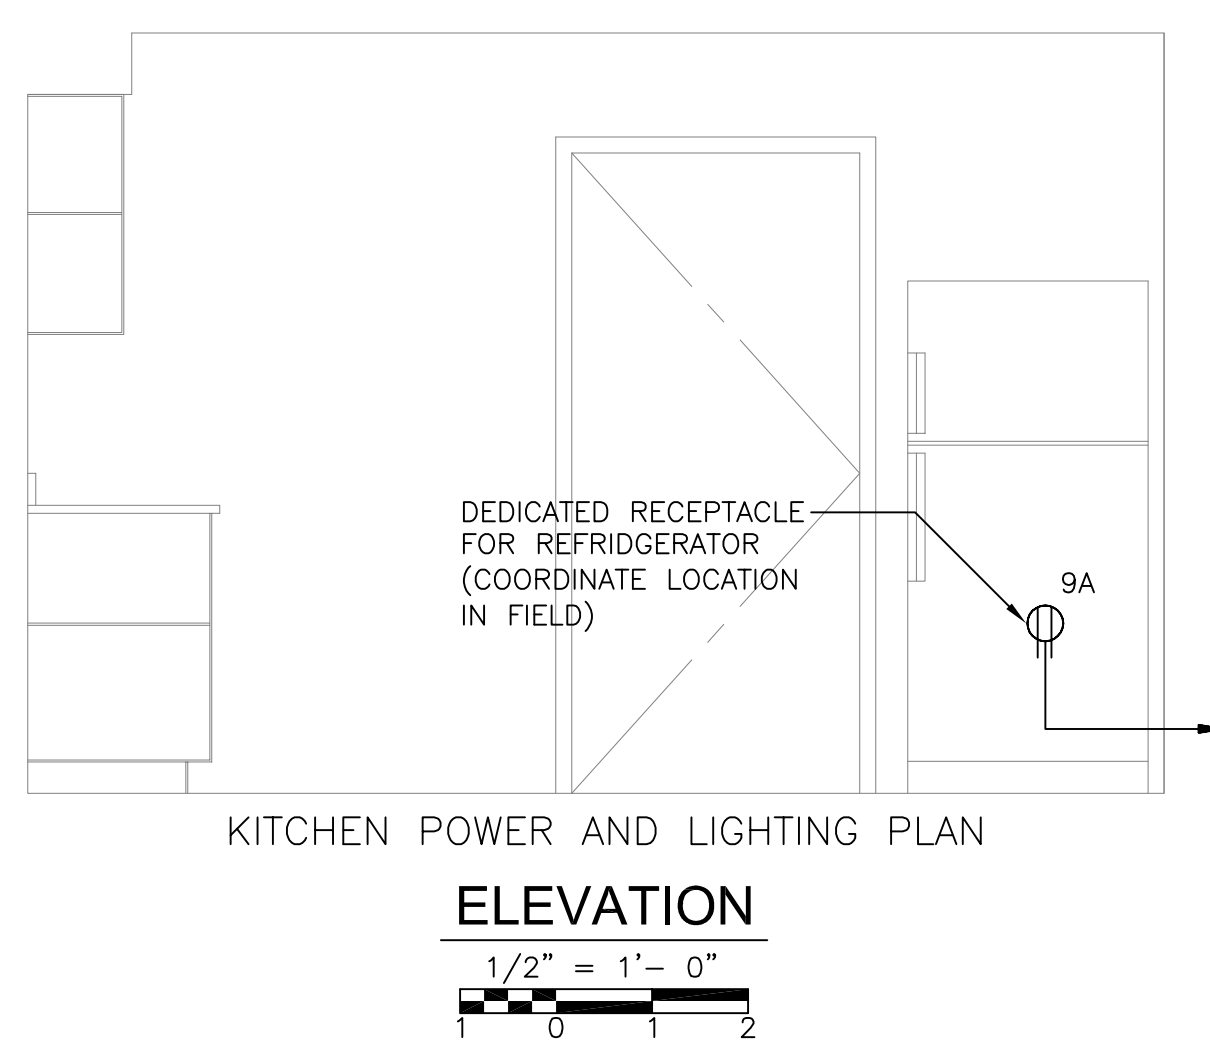 DEDICATED RECEPTACLE
FOR REFRIDGERATOR
(COORDINATE LOCATION
IN FIELD)
9A
KITCHEN POWER AND LIGHTING PLAN
ELEVATION
1/2" = 1'- 0"
1 0 1 2